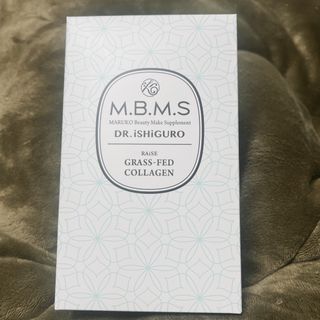 M.B.M.S
MARUKO Beauty Make Supplement
DR.iSHiGURO
RAiSE
GRASS-FED
COLLAGEN